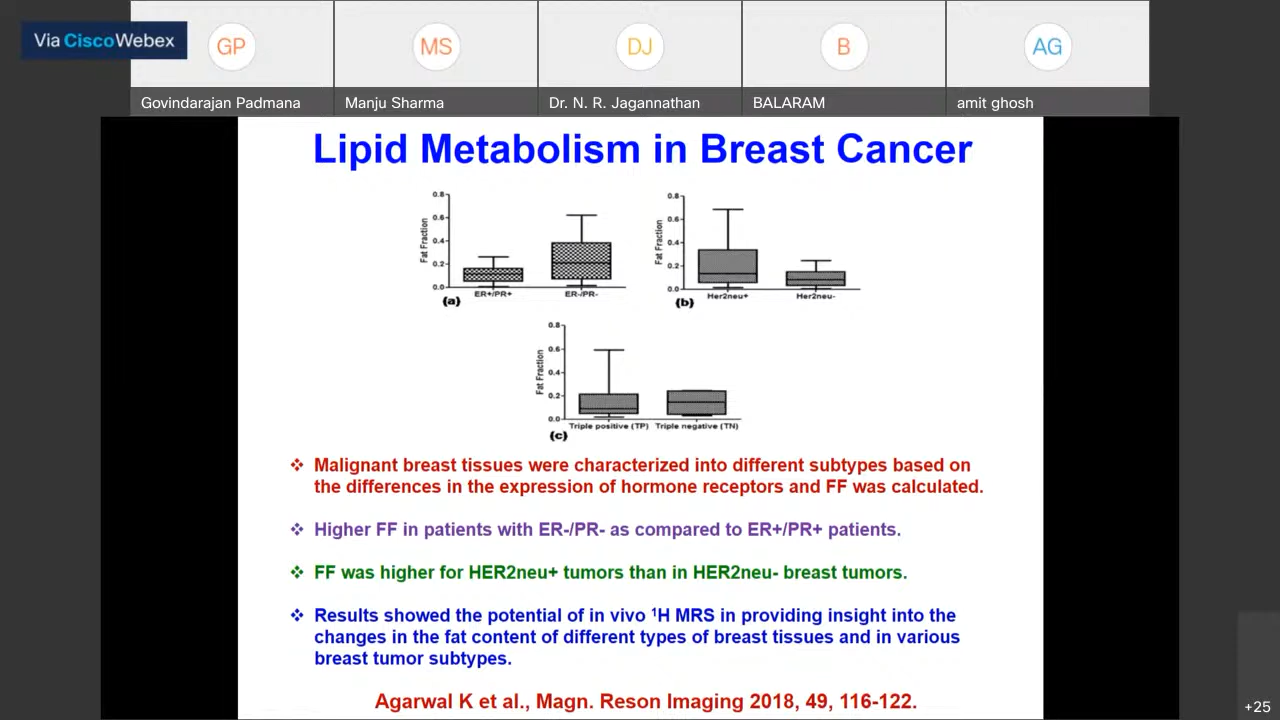 Via Cisco Webex
GP
MS
DJ
B
AG
Govindarajan Padmana
Manju Sharma
Dr. N. R. Jagannathan
BALARAM
amit ghosh
Lipid Metabolism in Breast Cancer
Fat Fraction
0.8
0.6
0.4
0.2
0.0
ER+/PR+
ER-/PR-
(a)
Fat Fraction
0.8
0.6
0.4
0.2
0.0
Her2neu+
Her2neu-
(b)
Fat Fraction
0.8
0.6
0.4
0.2
0.0
Triple positive (TP)
Triple negative (TN)
(c)
❖ Malignant breast tissues were characterized into different subtypes based on
the differences in the expression of hormone receptors and FF was calculated.
❖ Higher FF in patients with ER-/PR- as compared to ER+/PR+ patients.
❖ FF was higher for HER2neu+ tumors than in HER2neu- breast tumors.
❖ Results showed the potential of in vivo ¹H MRS in providing insight into the
changes in the fat content of different types of breast tissues and in various
breast tumor subtypes.
Agarwal K et al., Magn. Reson Imaging 2018, 49, 116-122.
+25